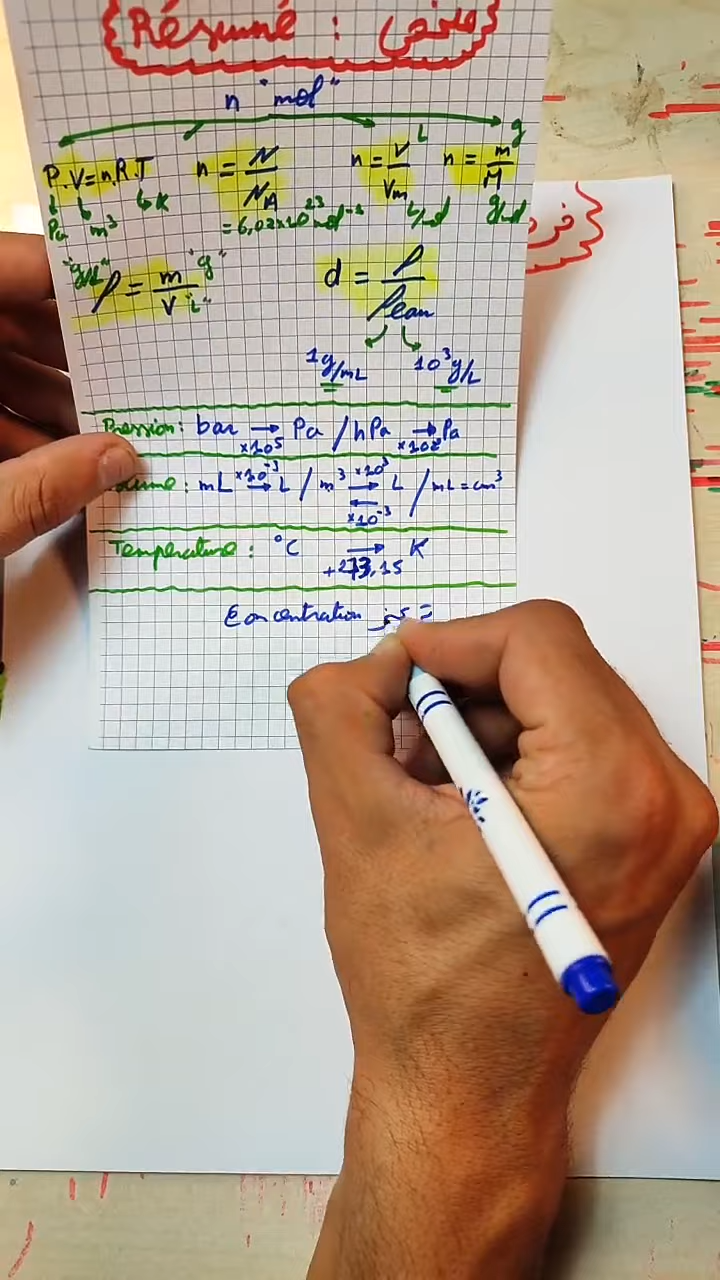 Résumé : ملخص
n "mol"
P.V=n.R.T n = N/NA n = V/Vm L n = m/M g
Pa m³ K = 6,02×10²³ mol⁻¹ L/mol g/mol
"g/L" ρ = m/V "g" "L" d = ρ/ρeau
1g/mL 10³g/L
Pression: bar → ×10⁵ Pa / hPa → ×10² Pa
: mL ×10⁻³ → L / m³ ×10³ → ← ×10⁻³ L / mL = cm³
Température : °C → +273,15 K
Concentration